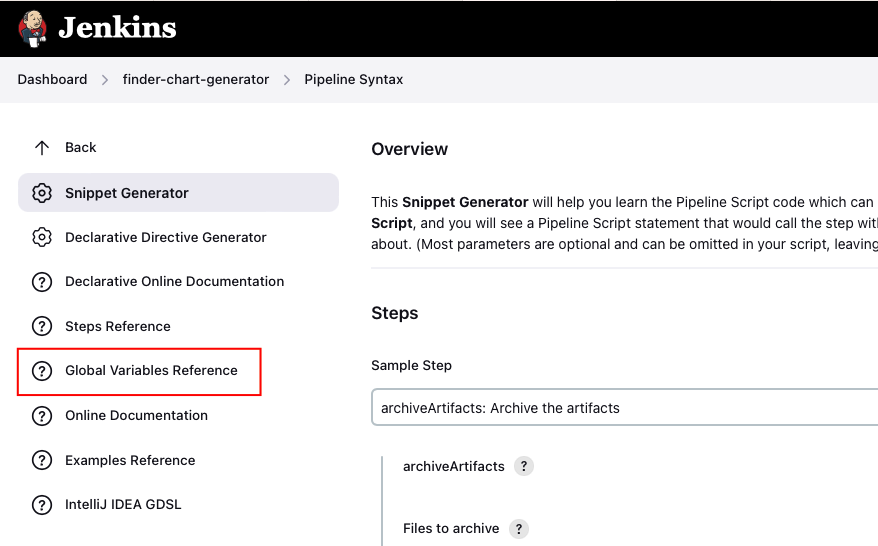 Jenkins
Dashboard > finder-chart-generator > Pipeline Syntax
Back
Snippet Generator
Declarative Directive Generator
Declarative Online Documentation
Steps Reference
Global Variables Reference
Online Documentation
Examples Reference
IntelliJ IDEA GDSL
Overview
This Snippet Generator will help you learn the Pipeline Script code which can
Script, and you will see a Pipeline Script statement that would call the step wit
about. (Most parameters are optional and can be omitted in your script, leaving
Steps
Sample Step
archiveArtifacts: Archive the artifacts
archiveArtifacts ?
Files to archive ?